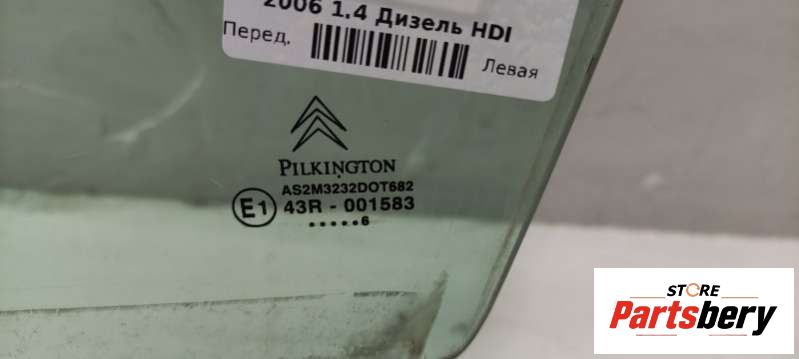 2006 1.4 Дизель HDI
Перед.
Левая
PILKINGTON
AS2M3232DOT682
E1 43R - 001583
.....6
STORE
Partsbery